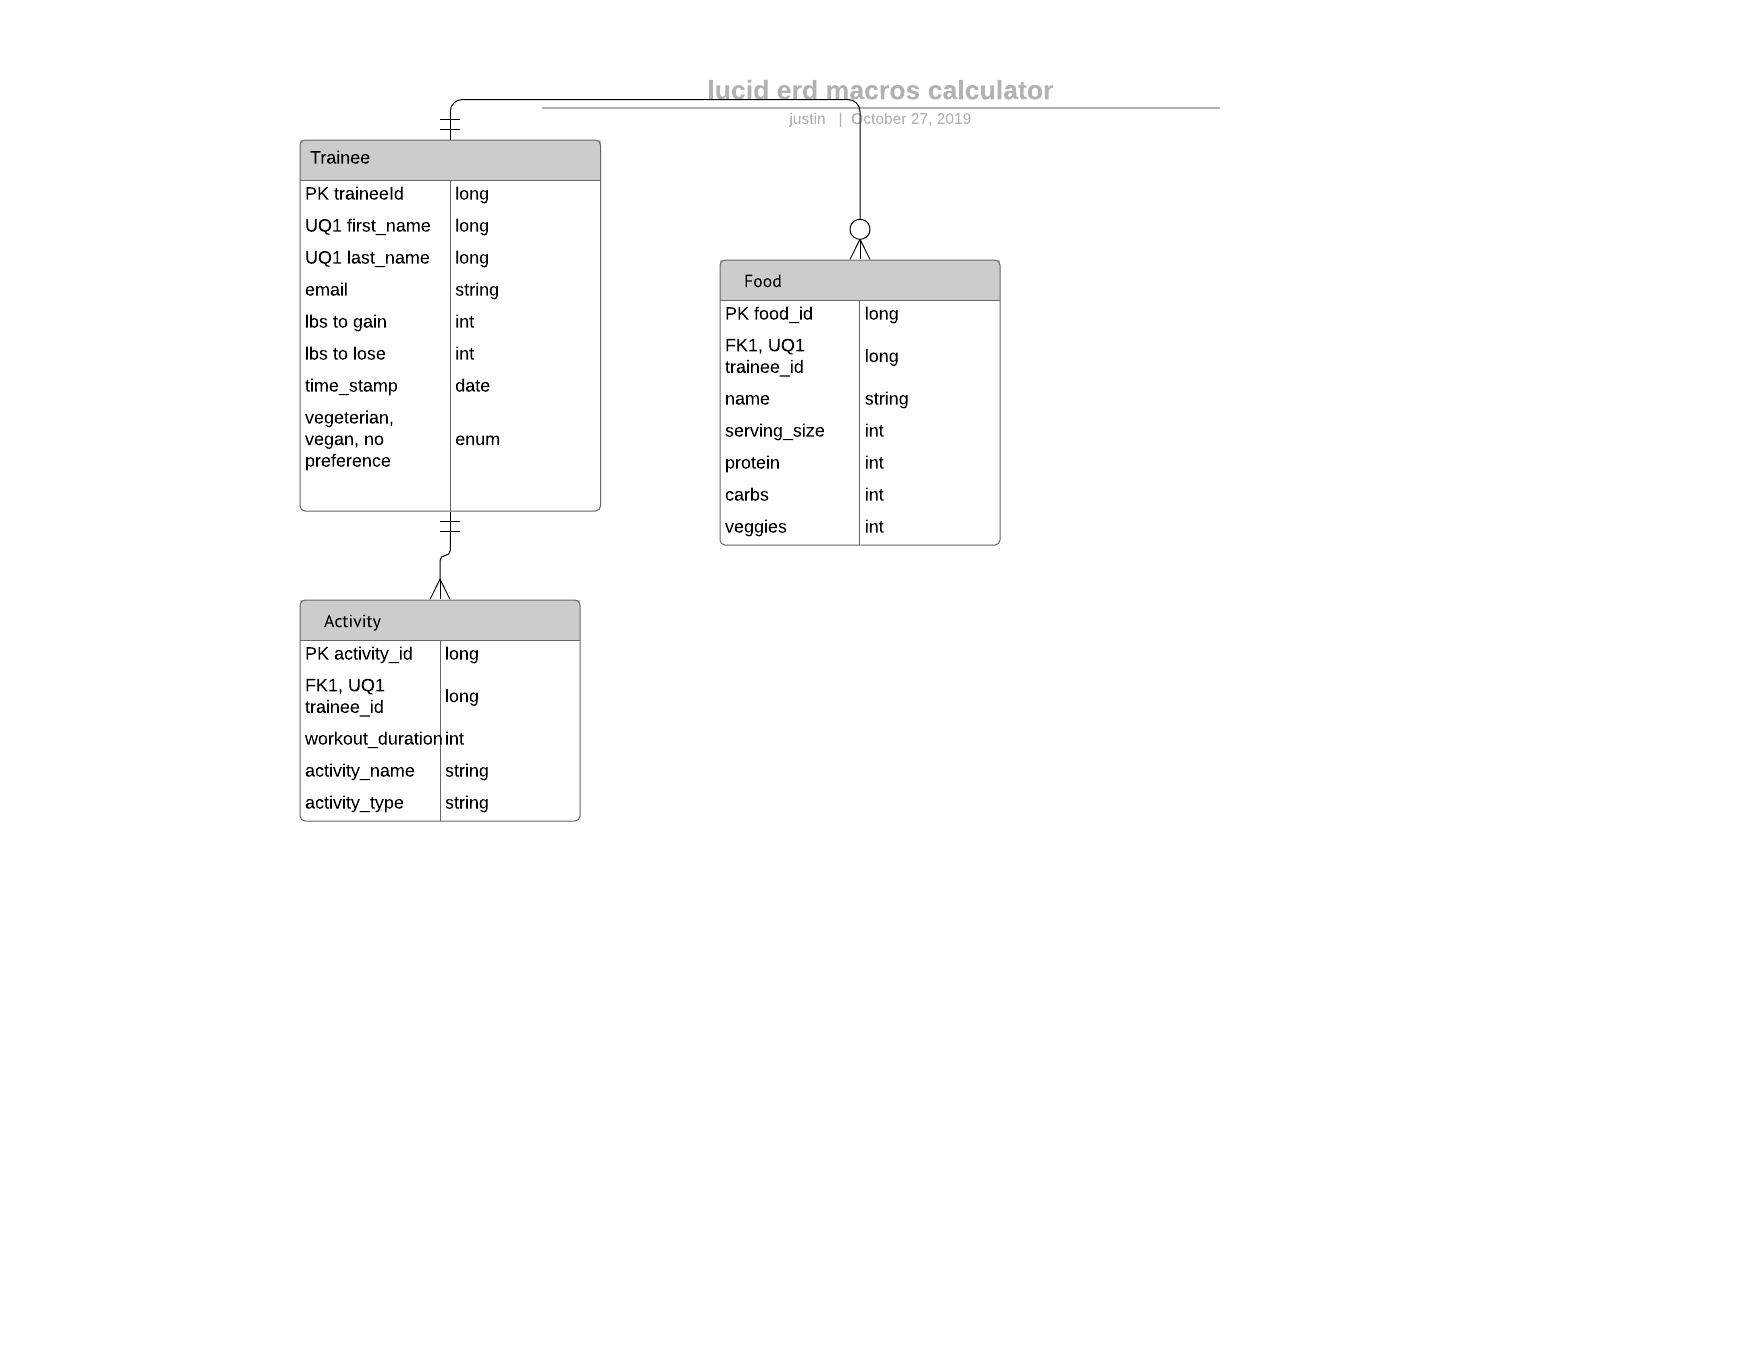 lucid erd macros calculator
justin | October 27, 2019
Trainee
PK traineeId long
UQ1 first_name long
UQ1 last_name long
email string
lbs to gain int
lbs to lose int
time_stamp date
vegeterian,
vegan, no enum
preference
Food
PK food_id long
FK1, UQ1
trainee_id long
name string
serving_size int
protein int
carbs int
veggies int
Activity
PK activity_id long
FK1, UQ1
trainee_id long
workout_duration int
activity_name string
activity_type string